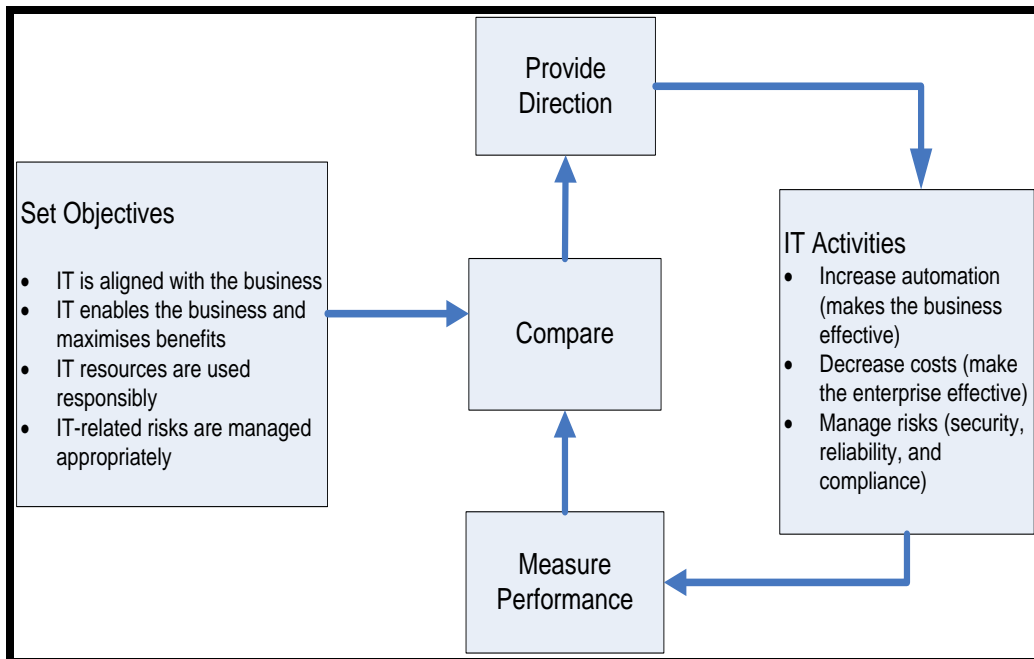 Provide
Direction
Set Objectives
• IT is aligned with the business
• IT enables the business and
maximises benefits
• IT resources are used
responsibly
• IT-related risks are managed
appropriately
Compare
IT Activities
• Increase automation
(makes the business
effective)
• Decrease costs (make
the enterprise effective)
• Manage risks (security,
reliability, and
compliance)
Measure
Performance